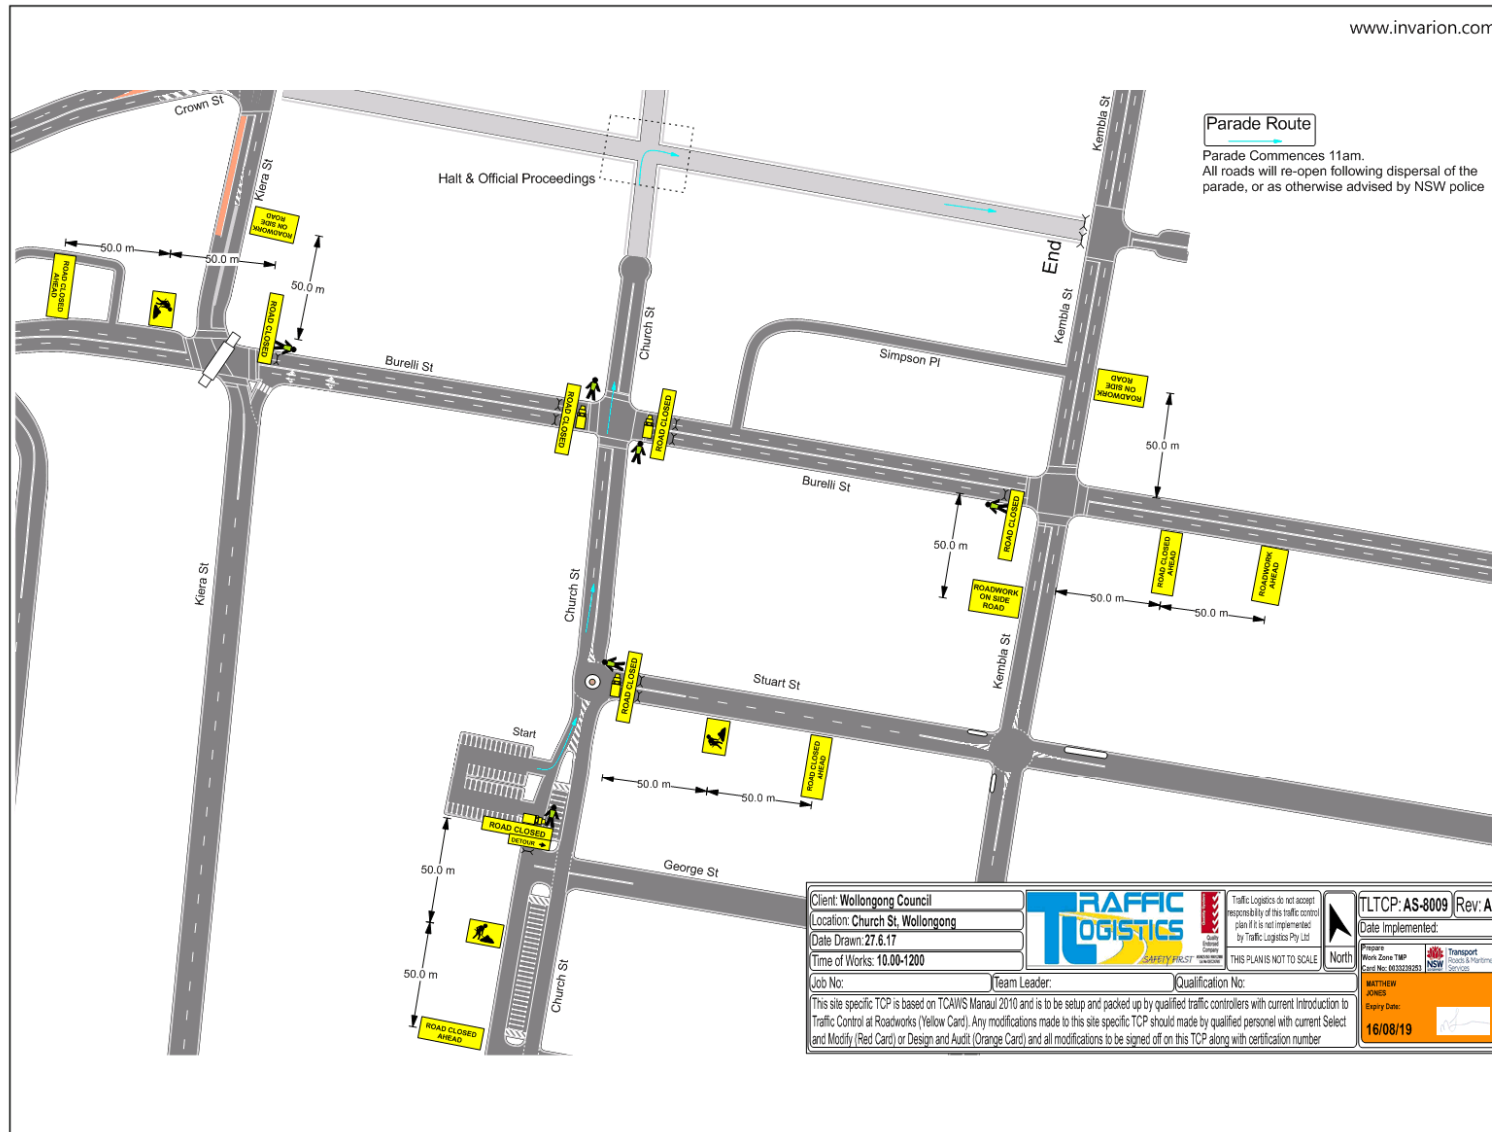 www.invarion.com
Crown St
Kiera St
Kembla St
Parade Route
Parade Commences 11am.
All roads will re-open following dispersal of the
parade, or as otherwise advised by NSW police
Halt & Official Proceedings
ROADWORK
ON SIDE
ROAD
50.0 m
50.0 m
50.0 m
ROAD CLOSED
AHEAD
ROAD CLOSED
End
Kembla St
Church St
Burelli St
Simpson Pl
ROADWORK
ON SIDE
ROAD
50.0 m
ROAD CLOSED
ROAD CLOSED
Burelli St
ROAD CLOSED
50.0 m
ROAD CLOSED
AHEAD
ROADWORK
AHEAD
ROADWORK
ON SIDE
ROAD
50.0 m
50.0 m
Kiera St
Church St
Kembla St
ROAD CLOSED
Stuart St
Start
ROAD CLOSED
AHEAD
50.0 m
50.0 m
ROAD CLOSED
DETOUR
50.0 m
George St
50.0 m
Church St
ROAD CLOSED
AHEAD
Client: Wollongong Council
Location: Church St, Wollongong
Date Drawn: 27.6.17
Time of Works: 10.00-1200
TRAFFIC
LOGISTICS
SAFETY FIRST
Quality
Endorsed
Company
Traffic Logistics do not accept
responsibility of this traffic control
plan if it is not implemented
by Traffic Logistics Pty Ltd
THIS PLAN IS NOT TO SCALE
North
TLTCP: AS-8009
Rev: A
Date Implemented:
Prepare
Work Zone TMP
Card No: 0033239253
NSW
Transport
Roads & Maritime
Services
Job No:
Team Leader:
Qualification No:
This site specific TCP is based on TCAWS Manaul 2010 and is to be setup and packed up by qualified traffic controllers with current Introduction to
Traffic Control at Roadworks (Yellow Card). Any modifications made to this site specific TCP should made by qualified personel with current Select
and Modify (Red Card) or Design and Audit (Orange Card) and all modifications to be signed off on this TCP along with certification number
MATTHEW
JONES
Expiry Date:
16/08/19